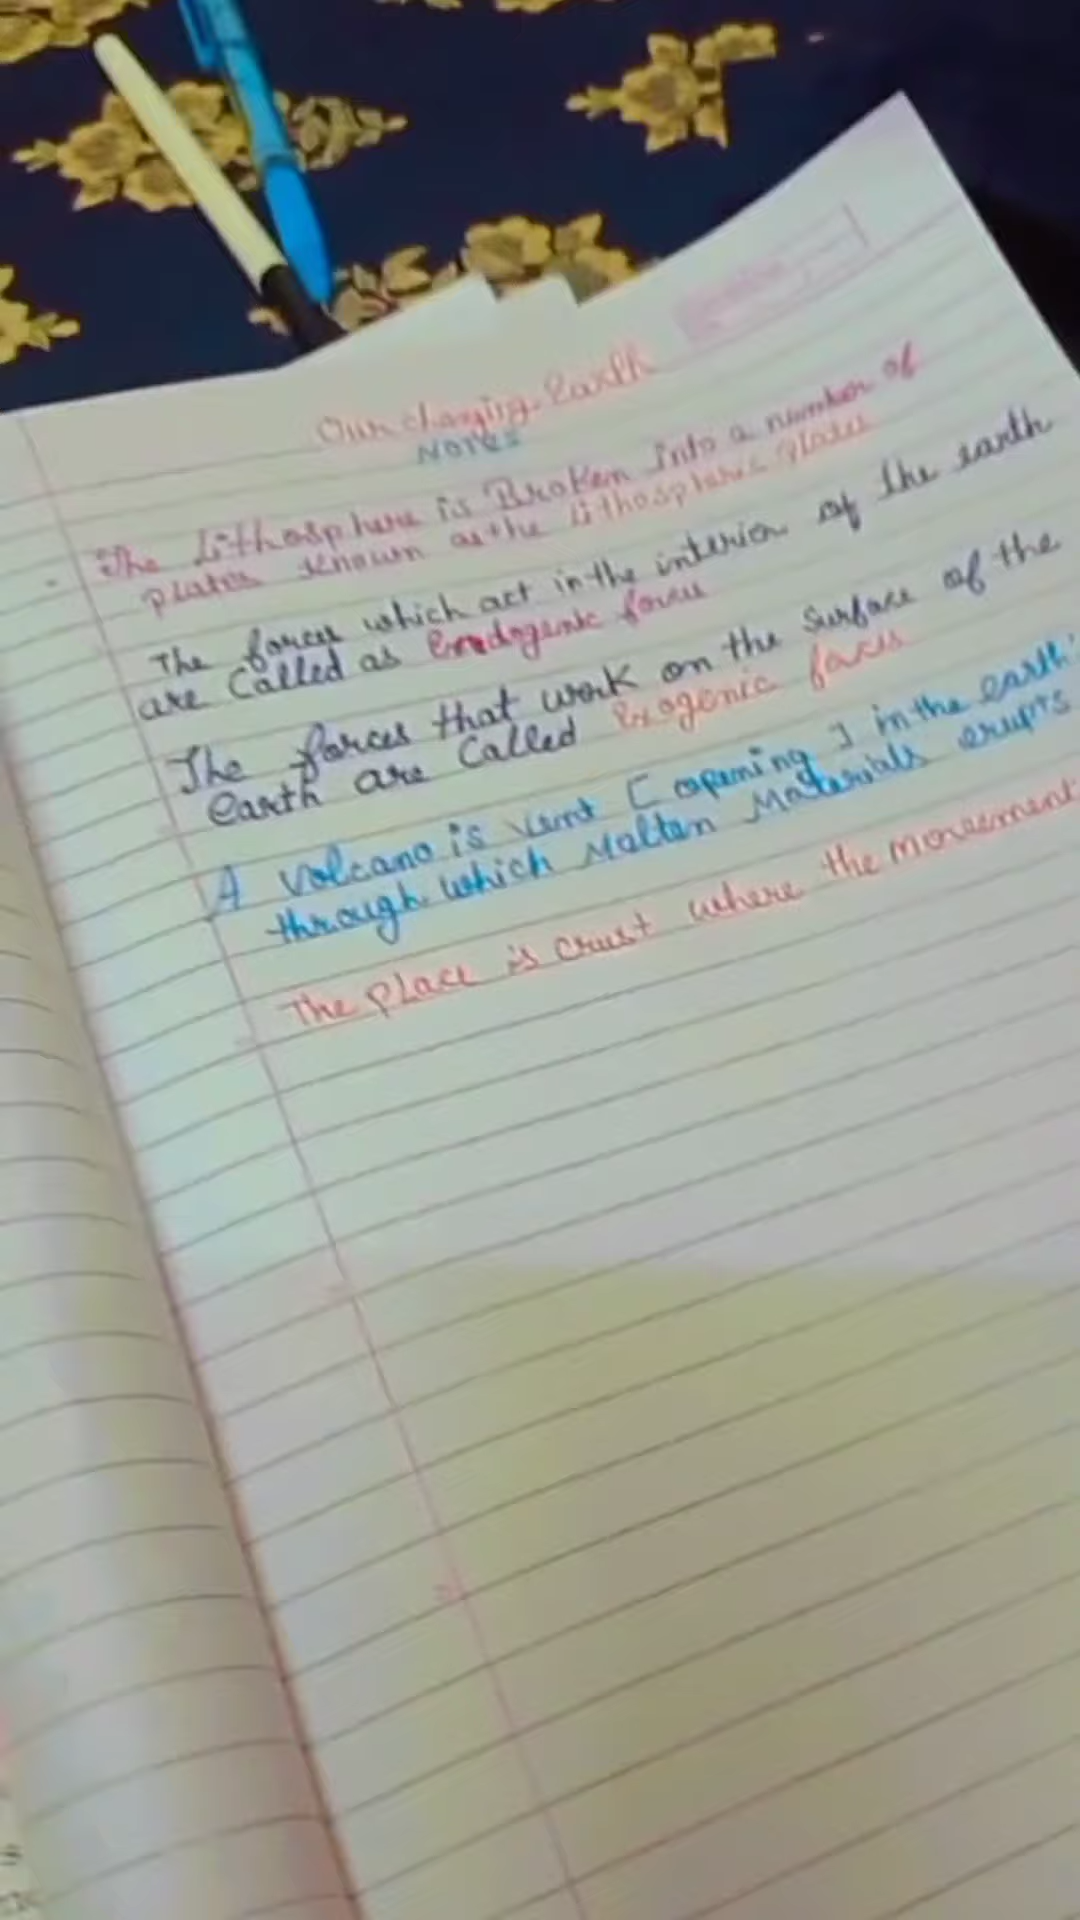 Our changing Earth
NOTES
The Lithosphere is Broken into a number of
plates known as the Lithospheric plates
The forces which act in the interior of the earth
are Called as Endogenic forces
The forces that work on the surface of the
earth are Called Exogenic forces
A volcano is vent [opening] in the earth's
through which Molten Materials erupts
The place is crust where the movement